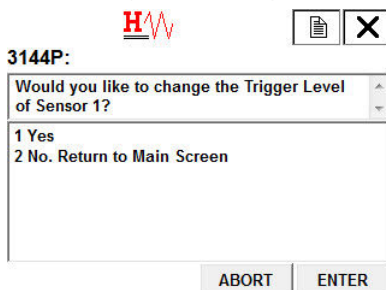 H
3144P:
Would you like to change the Trigger Level
of Sensor 1?
1 Yes
2 No. Return to Main Screen
ABORT
ENTER